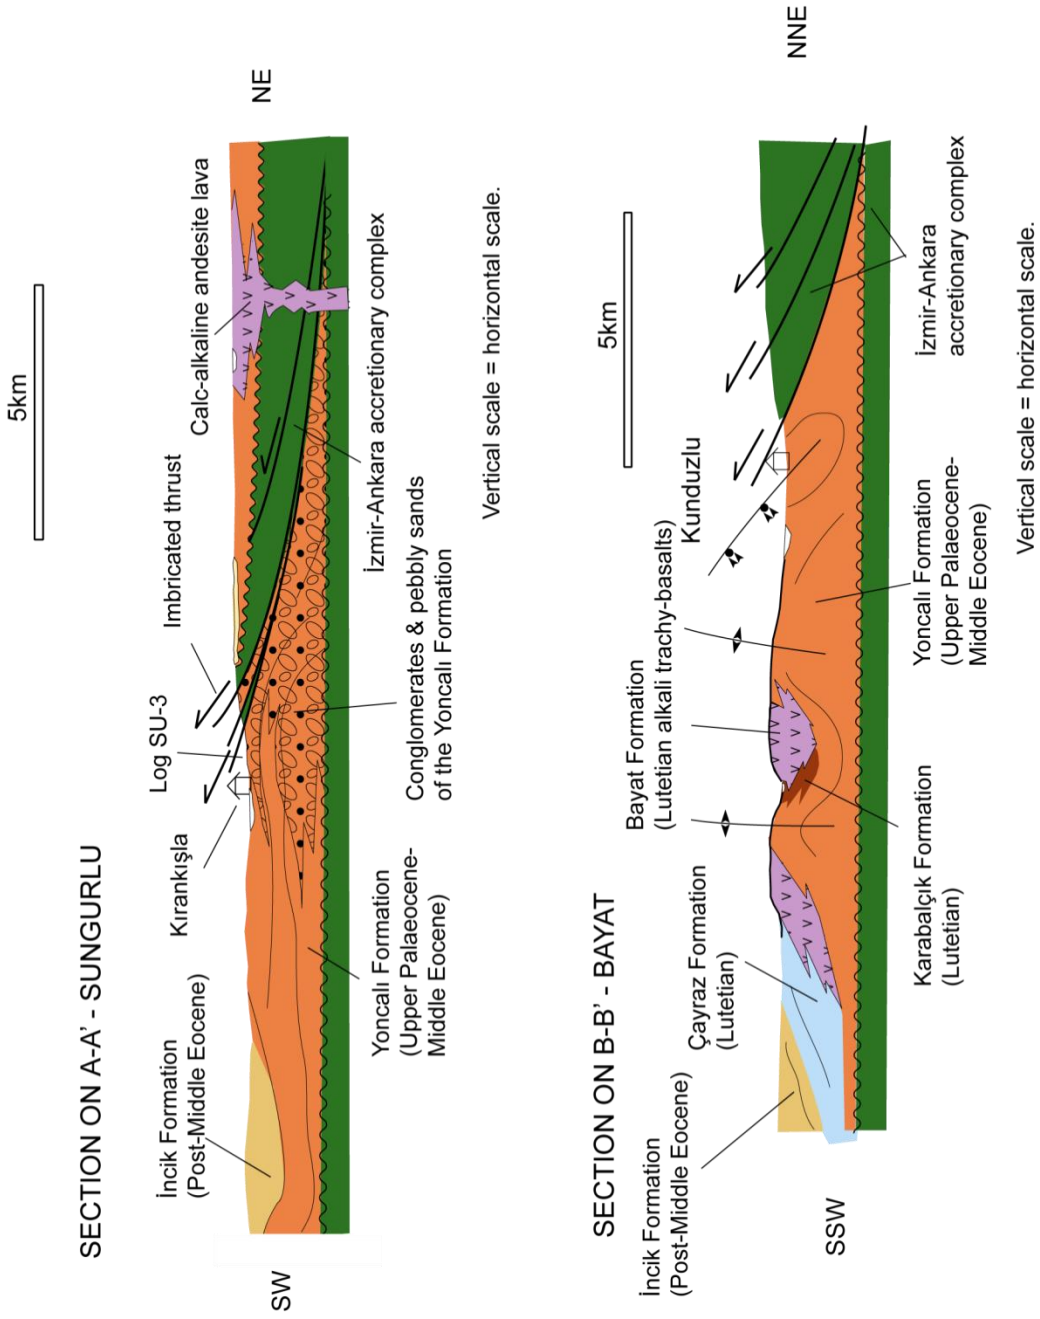 SECTION ON A-A' - SUNGURLU
5km
SW
NE
İncik Formation
(Post-Middle Eocene)
Kırankışla
Log SU-3
Imbricated thrust
Calc-alkaline andesite lava
Yoncalı Formation
(Upper Palaeocene-
Middle Eocene)
Conglomerates & pebbly sands
of the Yoncalı Formation
İzmir-Ankara accretionary complex
Vertical scale = horizontal scale.
SECTION ON B-B' - BAYAT
5km
SSW
NNE
İncik Formation
(Post-Middle Eocene)
Çayraz Formation
(Lutetian)
Bayat Formation
(Lutetian alkali trachy-basalts)
Kunduzlu
Karabalçık Formation
(Lutetian)
Yoncalı Formation
(Upper Palaeocene-
Middle Eocene)
İzmir-Ankara
accretionary complex
Vertical scale = horizontal scale.